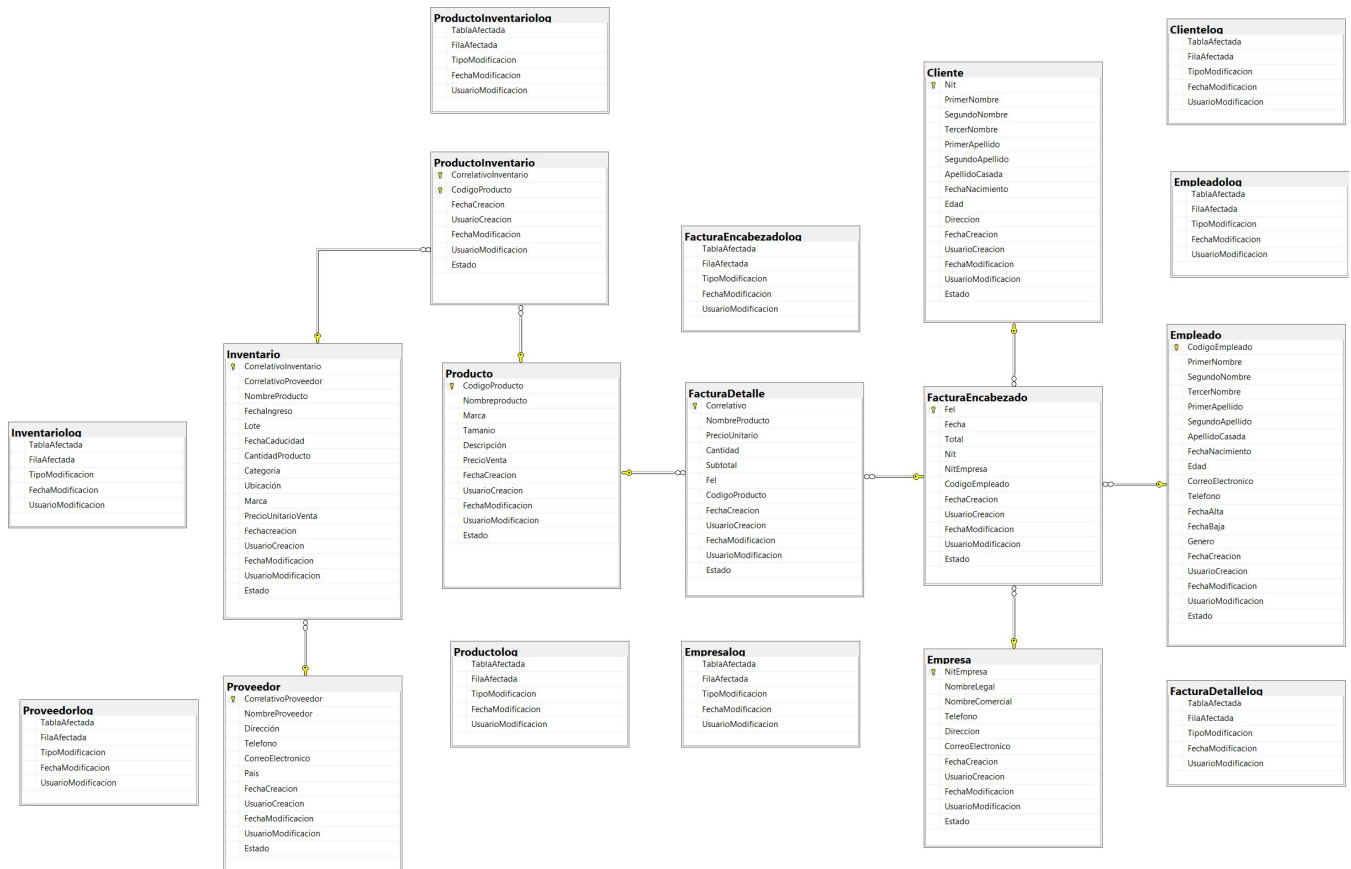 ProductoInventariolog
TablaAfectada
FilaAfectada
TipoModificacion
FechaModificacion
UsuarioModificacion
Clientelog
TablaAfectada
FilaAfectada
TipoModificacion
FechaModificacion
UsuarioModificacion
Cliente
Nit
PrimerNombre
SegundoNombre
TercerNombre
PrimerApellido
SegundoApellido
ApellidoCasada
FechaNacimiento
Edad
Direccion
FechaCreacion
UsuarioCreacion
FechaModificacion
UsuarioModificacion
Estado
ProductoInventario
CorrelativoInventario
CodigoProducto
FechaCreacion
UsuarioCreacion
FechaModificacion
UsuarioModificacion
Estado
Empleadolog
TablaAfectada
FilaAfectada
TipoModificacion
FechaModificacion
UsuarioModificacion
FacturaEncabezadolog
TablaAfectada
FilaAfectada
TipoModificacion
FechaModificacion
UsuarioModificacion
Inventario
CorrelativoInventario
CorrelativoProveedor
NombreProducto
FechaIngreso
Lote
FechaCaducidad
CantidadProducto
Categoria
Ubicación
Marca
PrecioUnitarioVenta
Fechacreacion
UsuarioCreacion
FechaModificacion
UsuarioModificacion
Estado
Producto
CodigoProducto
Nombreproducto
Marca
Tamanio
Descripción
PrecioVenta
FechaCreacion
UsuarioCreacion
FechaModificacion
UsuarioModificacion
Estado
FacturaDetalle
Correlativo
NombreProducto
PrecioUnitario
Cantidad
Subtotal
Fel
CodigoProducto
FechaCreacion
UsuarioCreacion
FechaModificacion
UsuarioModificacion
Estado
FacturaEncabezado
Fel
Fecha
Total
Nit
NitEmpresa
CodigoEmpleado
FechaCreacion
UsuarioCreacion
FechaModificacion
UsuarioModificacion
Estado
Empleado
CodigoEmpleado
PrimerNombre
SegundoNombre
TercerNombre
PrimerApellido
SegundoApellido
ApellidoCasada
FechaNacimiento
Edad
CorreoElectronico
Telefono
FechaAlta
FechaBaja
Genero
FechaCreacion
UsuarioCreacion
FechaModificacion
UsuarioModificacion
Estado
Inventariolog
TablaAfectada
FilaAfectada
TipoModificacion
FechaModificacion
UsuarioModificacion
Proveedorlog
TablaAfectada
FilaAfectada
TipoModificacion
FechaModificacion
UsuarioModificacion
Proveedor
CorrelativoProveedor
NombreProveedor
Dirección
Telefono
CorreoElectronico
Pais
FechaCreacion
UsuarioCreacion
FechaModificacion
UsuarioModificacion
Estado
Productolog
TablaAfectada
FilaAfectada
TipoModificacion
FechaModificacion
UsuarioModificacion
Empresalog
TablaAfectada
FilaAfectada
TipoModificacion
FechaModificacion
UsuarioModificacion
Empresa
NitEmpresa
NombreLegal
NombreComercial
Telefono
Direccion
CorreoElectronico
FechaCreacion
UsuarioCreacion
FechaModificacion
UsuarioModificacion
Estado
FacturaDetallelog
TablaAfectada
FilaAfectada
TipoModificacion
FechaModificacion
UsuarioModificacion